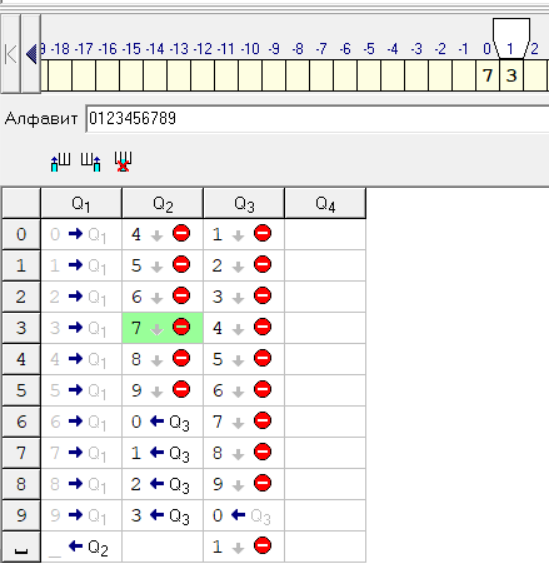 9 -18 -17 -16 -15 -14 -13 -12 -11 -10 -9 -8 -7 -6 -5 -4 -3 -2 -1 0 1 2
7 3
Алфавит 0123456789
Q1 Q2 Q3 Q4
0 0 → Q1 4 ↓ 1 ↓
1 1 → Q1 5 ↓ 2 ↓
2 2 → Q1 6 ↓ 3 ↓
3 3 → Q1 7 ↓ 4 ↓
4 4 → Q1 8 ↓ 5 ↓
5 5 → Q1 9 ↓ 6 ↓
6 6 → Q1 0 ← Q3 7 ↓
7 7 → Q1 1 ← Q3 8 ↓
8 8 → Q1 2 ← Q3 9 ↓
9 9 → Q1 3 ← Q3 0 ← Q3
␣ _ ← Q2 1 ↓